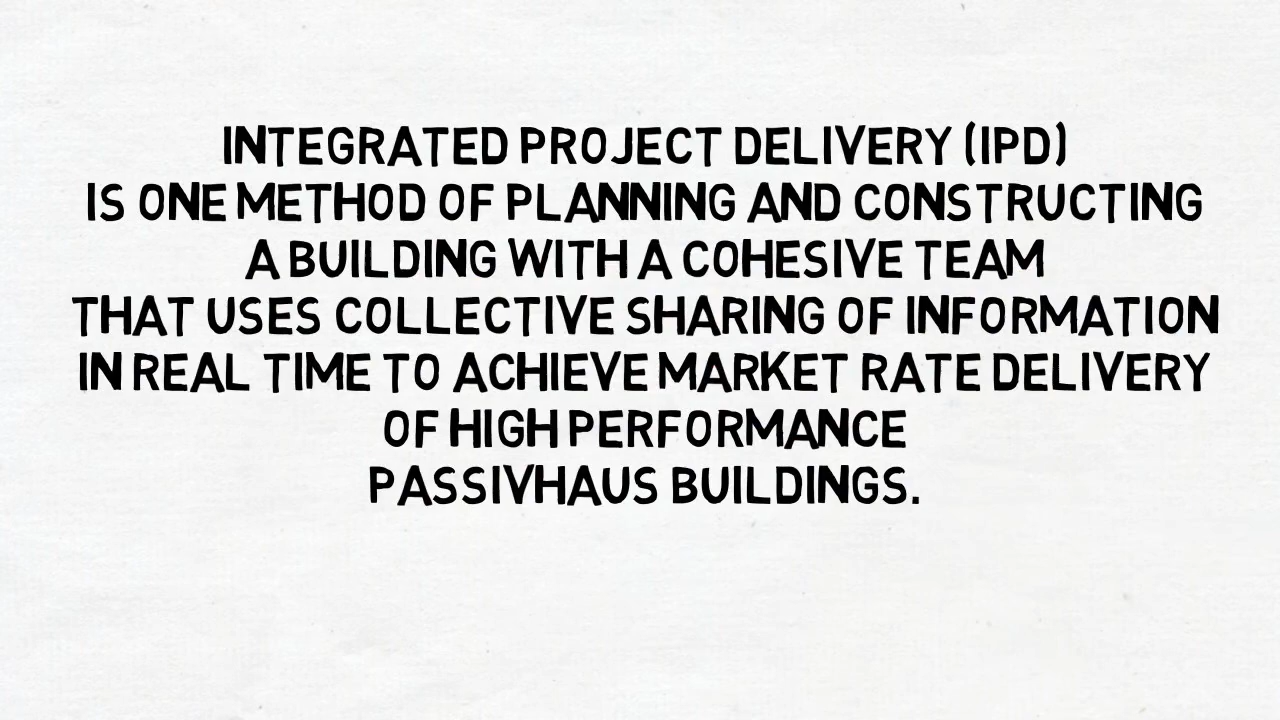 INTEGRATED PROJECT DELIVERY (IPD)
IS ONE METHOD OF PLANNING AND CONSTRUCTING
A BUILDING WITH A COHESIVE TEAM
THAT USES COLLECTIVE SHARING OF INFORMATION
IN REAL TIME TO ACHIEVE MARKET RATE DELIVERY
OF HIGH PERFORMANCE
PASSIVHAUS BUILDINGS.